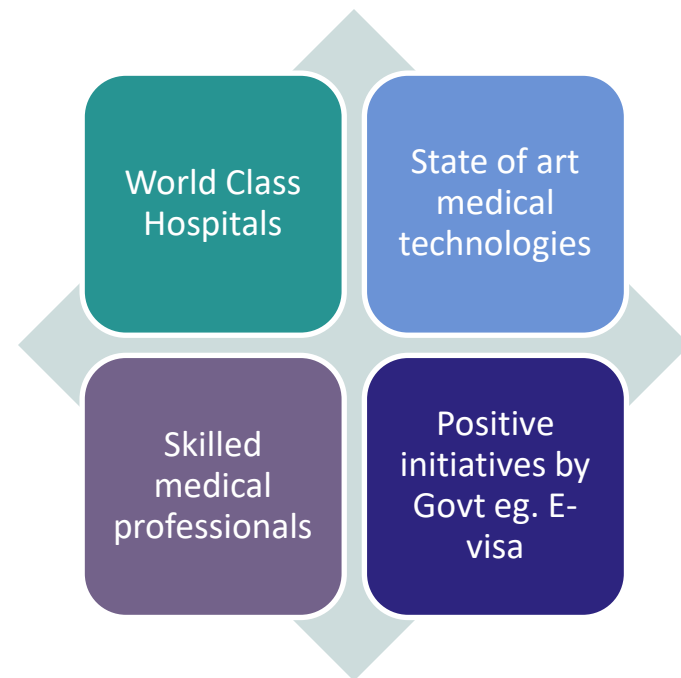 World Class
Hospitals
State of art
medical
technologies
Skilled
medical
professionals
Positive
initiatives by
Govt eg. E-
visa